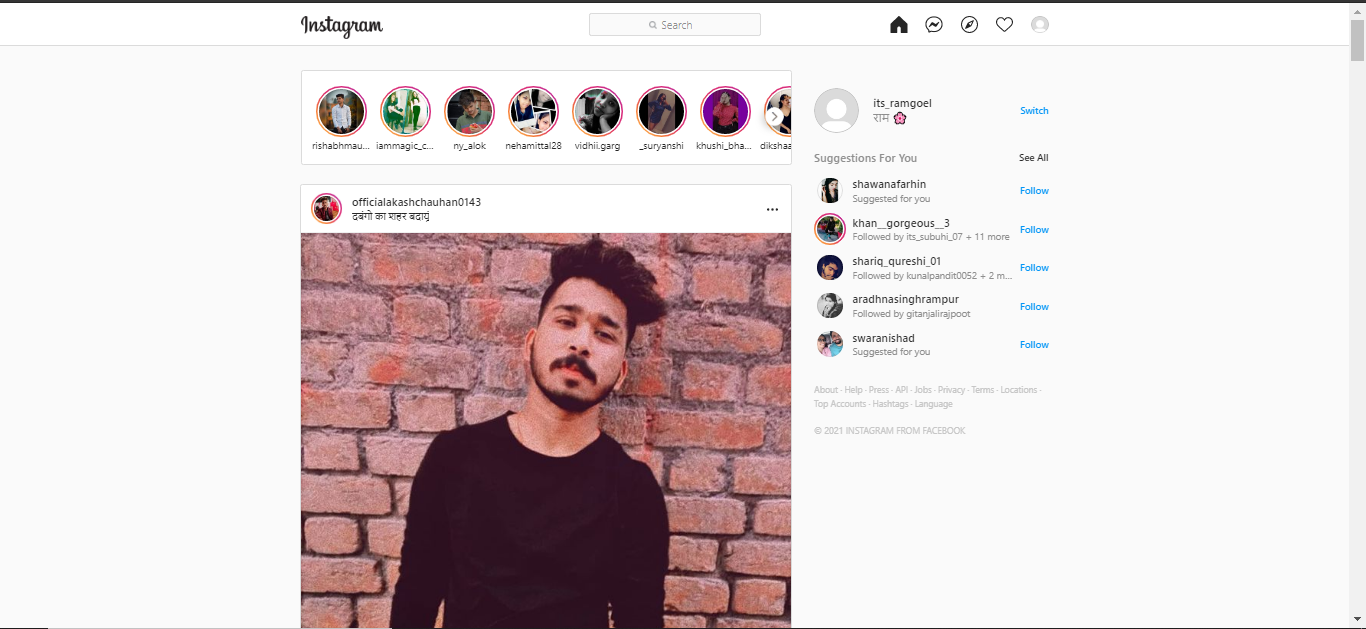 Instagram
Search
rishabhmau... iammagic_c... ny_alok nehamittal28 vidhii.garg _suryanshi khushi_bha... dikshaa
officialakashchauhan0143
दबंगो का शहर बदायूं
its_ramgoel
राम
Switch
Suggestions For You See All
shawanafarhin
Suggested for you
Follow
khan__gorgeous__3
Followed by its_subuhi_07 + 11 more
Follow
shariq_qureshi_01
Followed by kunalpandit0052 + 2 m...
Follow
aradhnasinghrampur
Followed by gitanjalirajpoot
Follow
swaranishad
Suggested for you
Follow
About · Help · Press · API · Jobs · Privacy · Terms · Locations ·
Top Accounts · Hashtags · Language
© 2021 INSTAGRAM FROM FACEBOOK